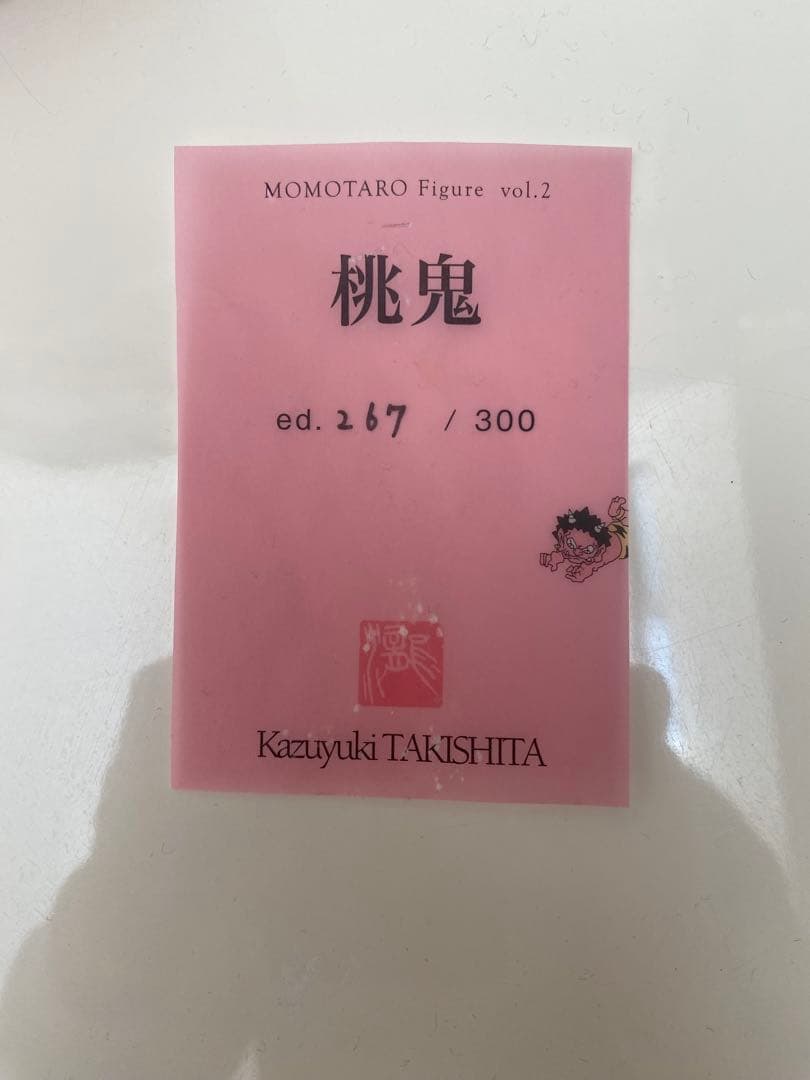 MOMOTARO Figure vol.2
桃鬼
ed. 267 / 300
Kazuyuki TAKISHITA